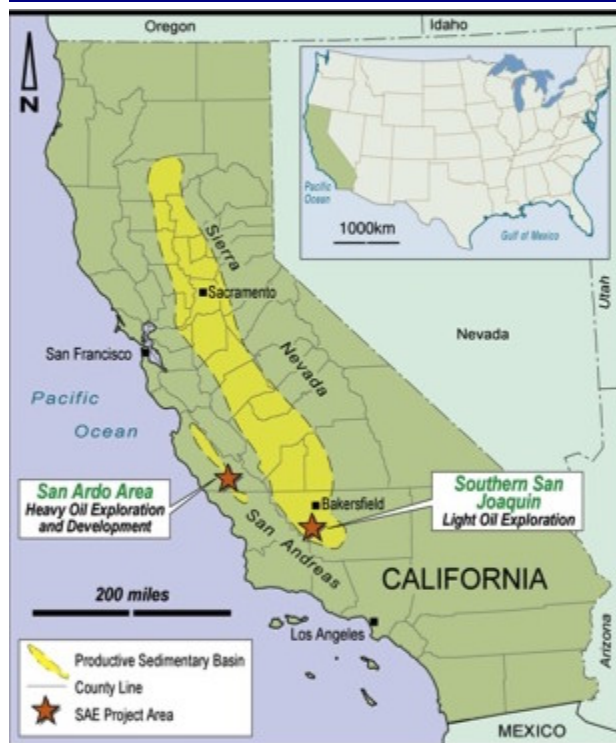 Oregon
Idaho
N
Pacific
Ocean
1000km
Gulf of Mexico
Sierra
Sacramento
Nevada
Utah
Nevada
San Francisco
Pacific
Ocean
San Ardo Area
Heavy Oil Exploration
and Development
Bakersfield
Southern San
Joaquin
Light Oil Exploration
San Andreas
CALIFORNIA
200 miles
Los Angeles
Arizona
Productive Sedimentary Basin
County Line
SAE Project Area
MEXICO